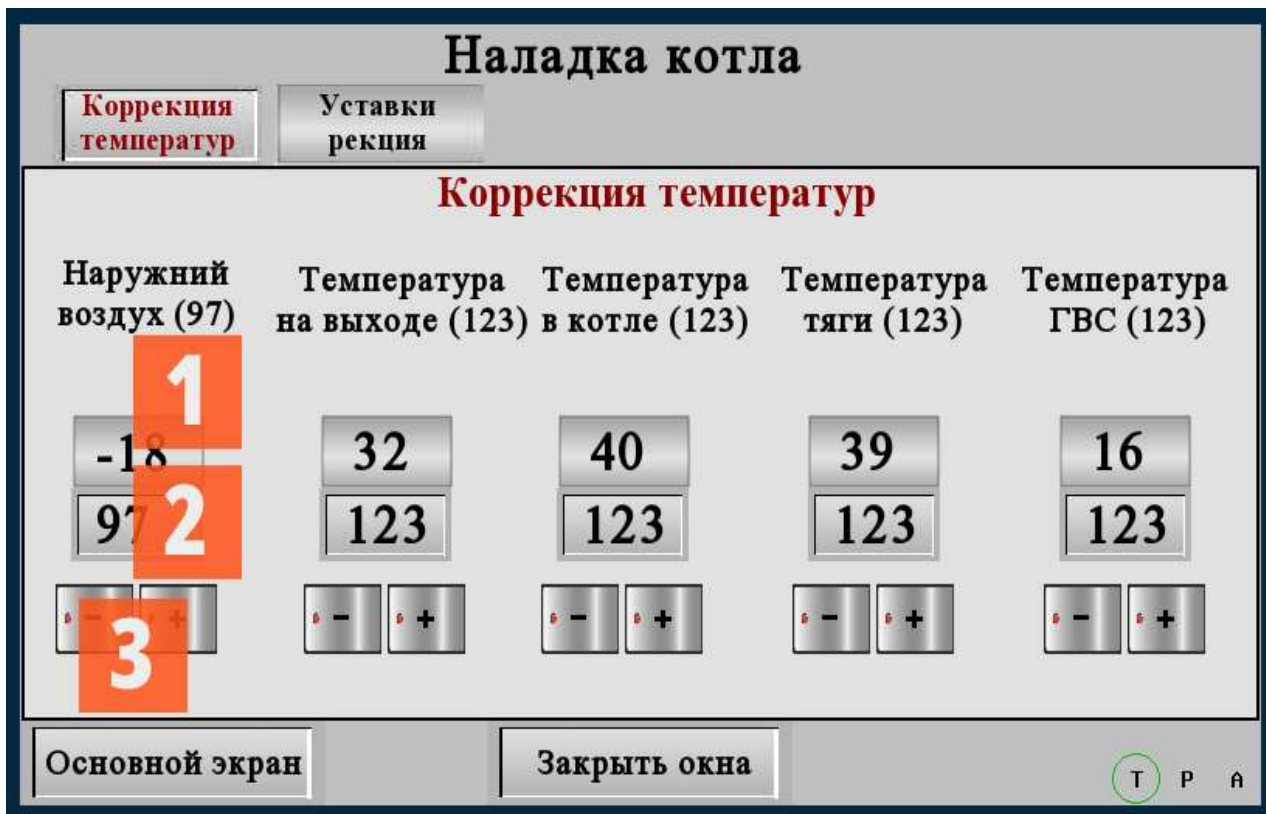 Наладка котла
Коррекция
температур
Уставки
рекция
Коррекция температур
Наружний
воздух (97)
Температура
на выходе (123)
Температура
в котле (123)
Температура
тяги (123)
Температура
ГВС (123)
1
-18 32 40 39 16
2
97 123 123 123 123
- + - + - + - + - +
3
Основной экран
Закрыть окна
Т Р А